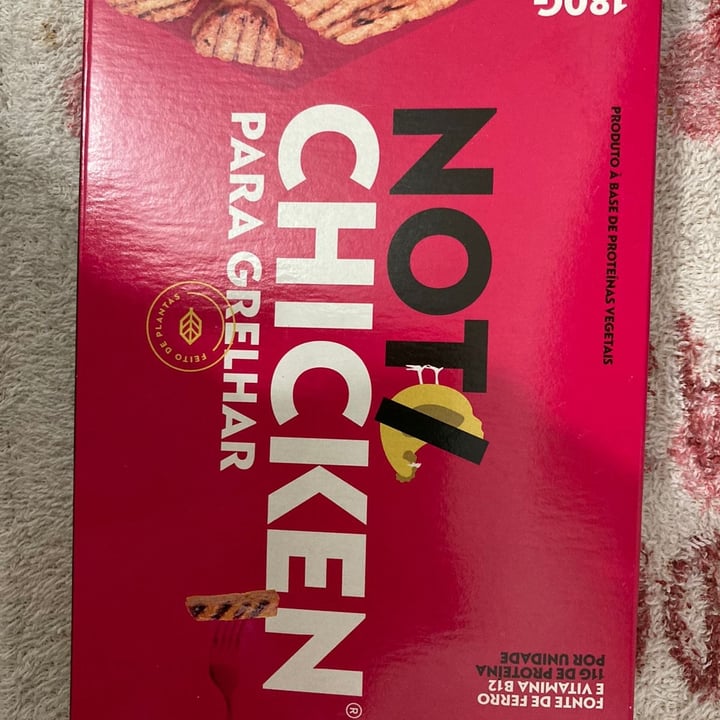 PRODUTO À BASE DE PROTEÍNAS VEGETAIS
NOT
CHICKEN®
PARA GRELHAR
FEITO DE PLANTAS
180G
FONTE DE FERRO
E VITAMINA B12
11G DE PROTEÍNA
POR UNIDADE